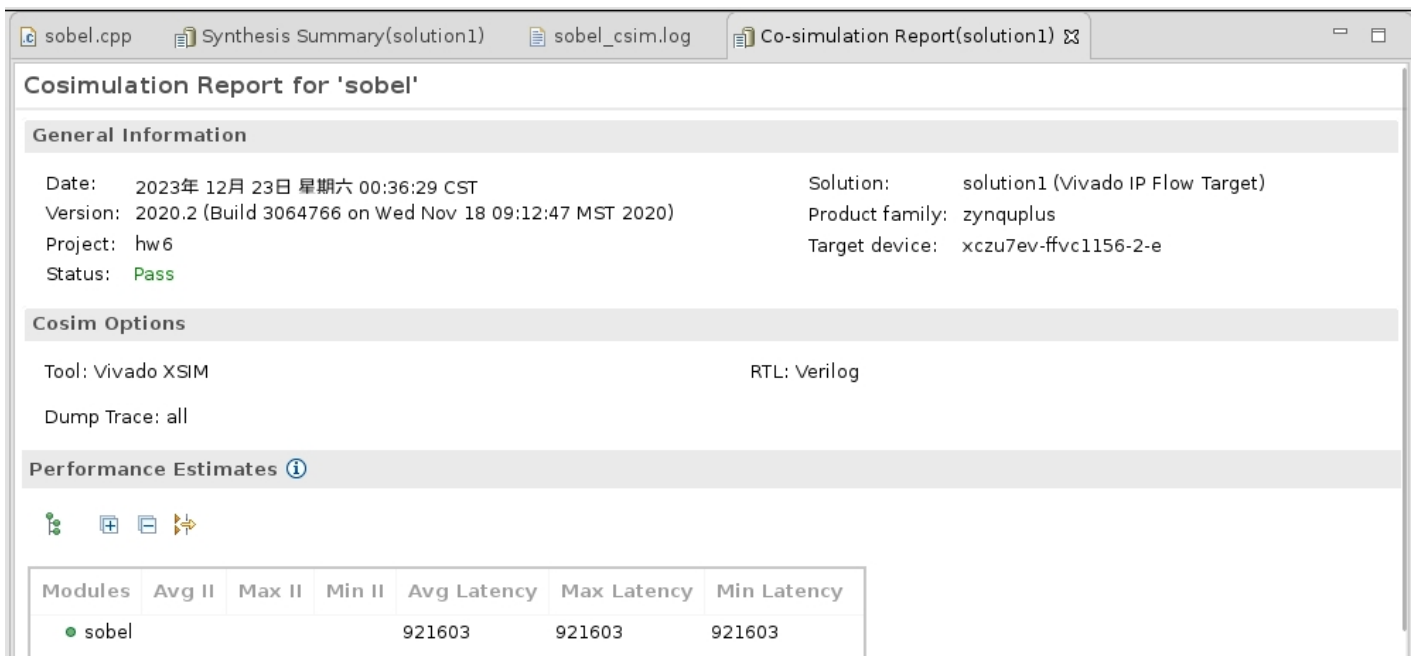 sobel.cpp Synthesis Summary(solution1) sobel_csim.log Co-simulation Report(solution1)
Cosimulation Report for 'sobel'
General Information
Date: 2023年 12月 23日 星期六 00:36:29 CST
Version: 2020.2 (Build 3064766 on Wed Nov 18 09:12:47 MST 2020)
Project: hw6
Status: Pass
Solution: solution1 (Vivado IP Flow Target)
Product family: zynquplus
Target device: xczu7ev-ffvc1156-2-e
Cosim Options
Tool: Vivado XSIM RTL: Verilog
Dump Trace: all
Performance Estimates
Modules Avg II Max II Min II Avg Latency Max Latency Min Latency
sobel 921603 921603 921603